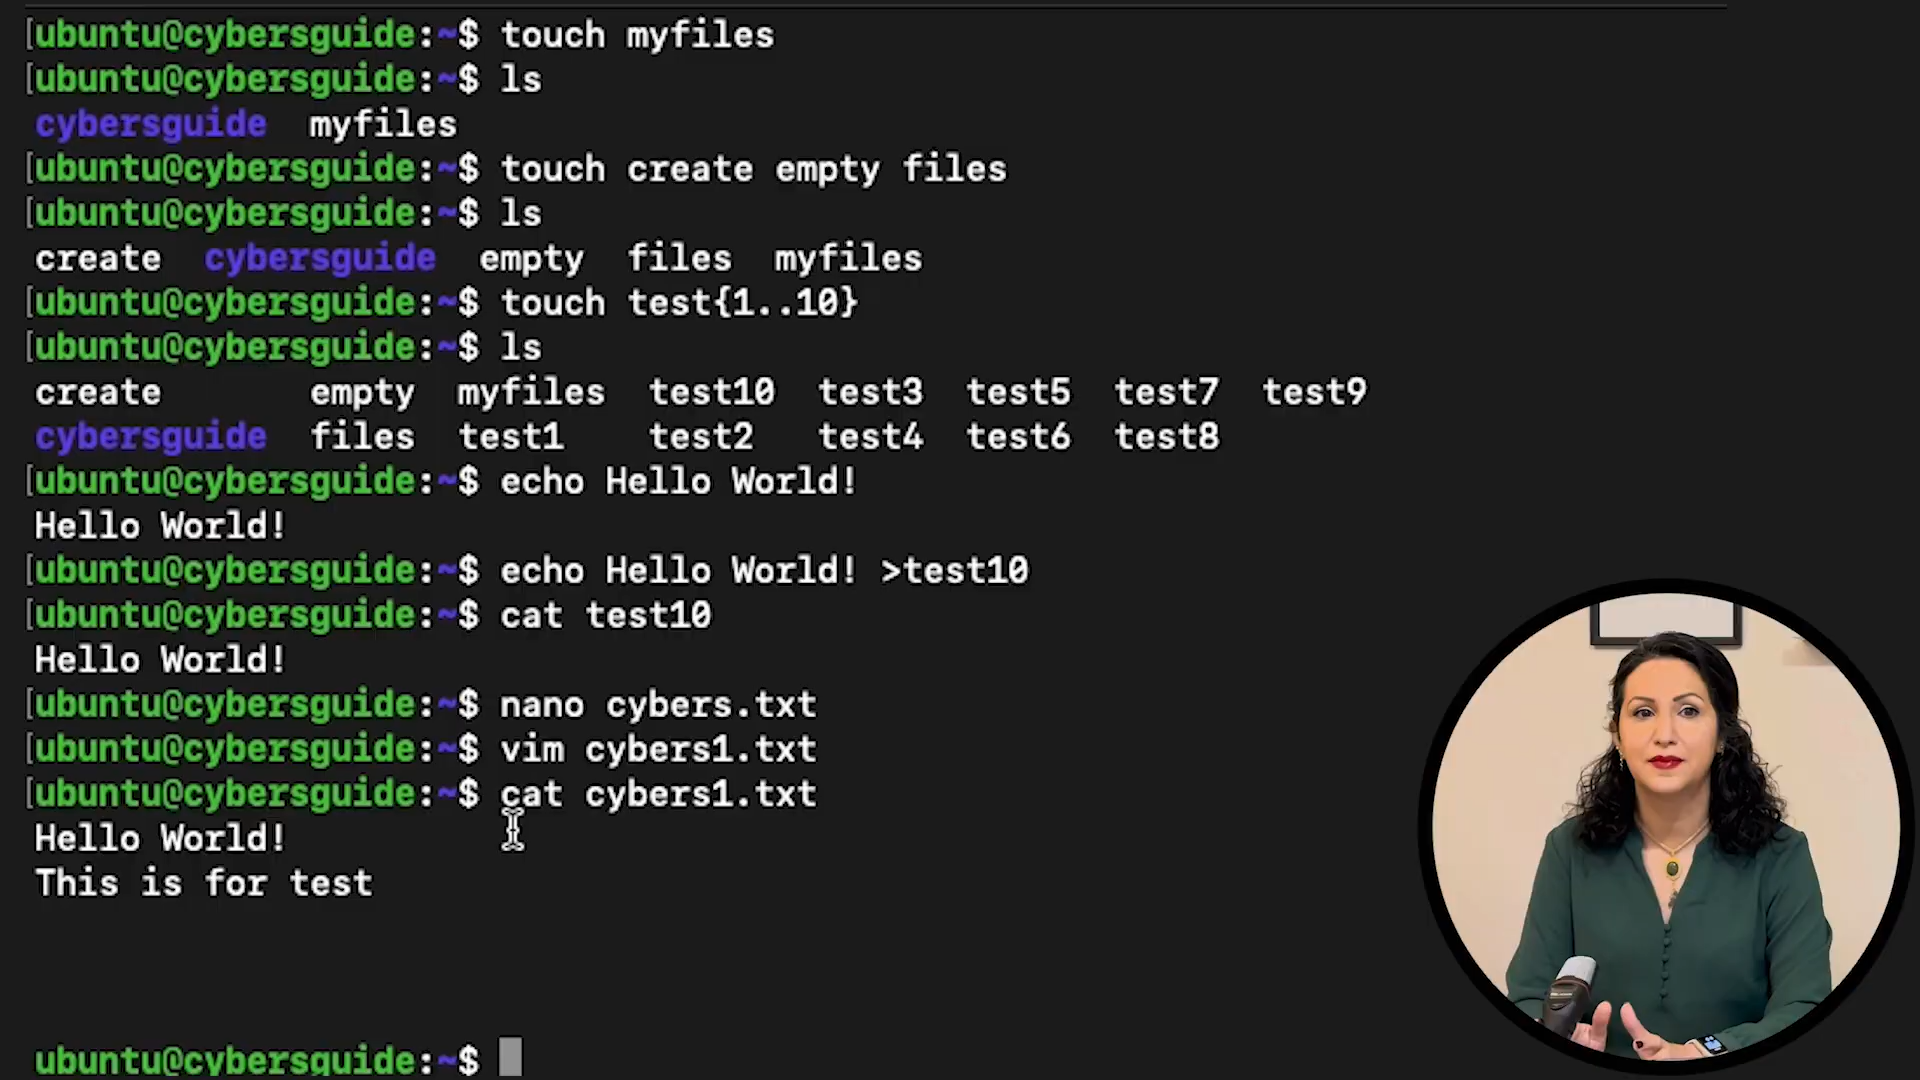 [ubuntu@cybersguide:~$ touch myfiles
[ubuntu@cybersguide:~$ ls
cybersguide myfiles
[ubuntu@cybersguide:~$ touch create empty files
[ubuntu@cybersguide:~$ ls
create cybersguide empty files myfiles
[ubuntu@cybersguide:~$ touch test{1..10}
[ubuntu@cybersguide:~$ ls
create empty myfiles test10 test3 test5 test7 test9
cybersguide files test1 test2 test4 test6 test8
[ubuntu@cybersguide:~$ echo Hello World!
Hello World!
[ubuntu@cybersguide:~$ echo Hello World! >test10
[ubuntu@cybersguide:~$ cat test10
Hello World!
[ubuntu@cybersguide:~$ nano cybers.txt
[ubuntu@cybersguide:~$ vim cybers1.txt
[ubuntu@cybersguide:~$ cat cybers1.txt
Hello World!
This is for test
ubuntu@cybersguide:~$